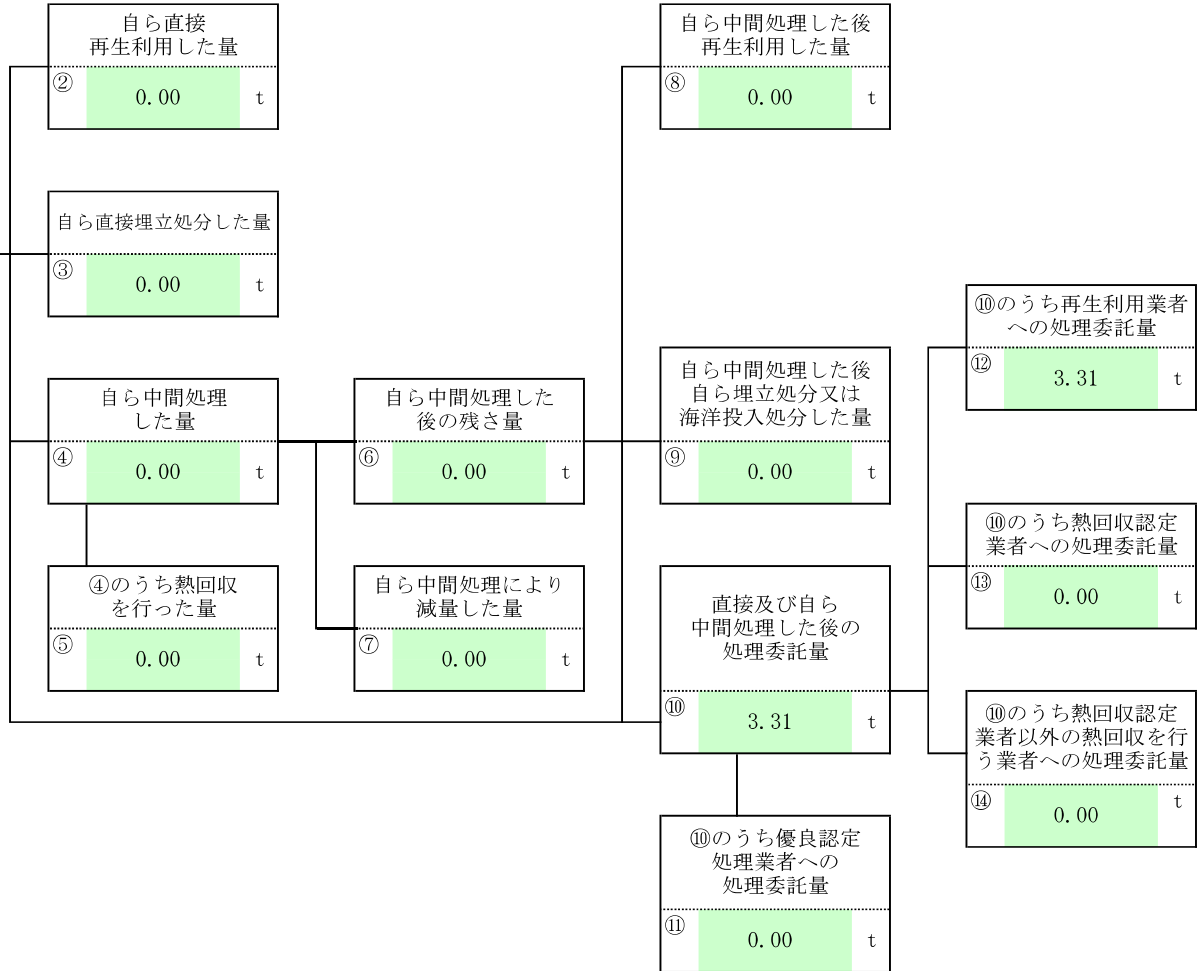 自ら直接
再生利用した量
②
0.00
t
自ら中間処理した後
再生利用した量
⑧
0.00
t
自ら直接埋立処分した量
③
0.00
t
⑩のうち再生利用業者
への処理委託量
⑫
3.31
t
自ら中間処理
した量
④
0.00
t
自ら中間処理した
後の残さ量
⑥
0.00
t
自ら中間処理した後
自ら埋立処分又は
海洋投入処分した量
⑨
0.00
t
⑩のうち熱回収認定
業者への処理委託量
⑬
0.00
t
④のうち熱回収
を行った量
⑤
0.00
t
自ら中間処理により
減量した量
⑦
0.00
t
直接及び自ら
中間処理した後の
処理委託量
⑩
3.31
t
⑩のうち熱回収認定
業者以外の熱回収を行
う業者への処理委託量
⑭
0.00
t
⑩のうち優良認定
処理業者への
処理委託量
⑪
0.00
t